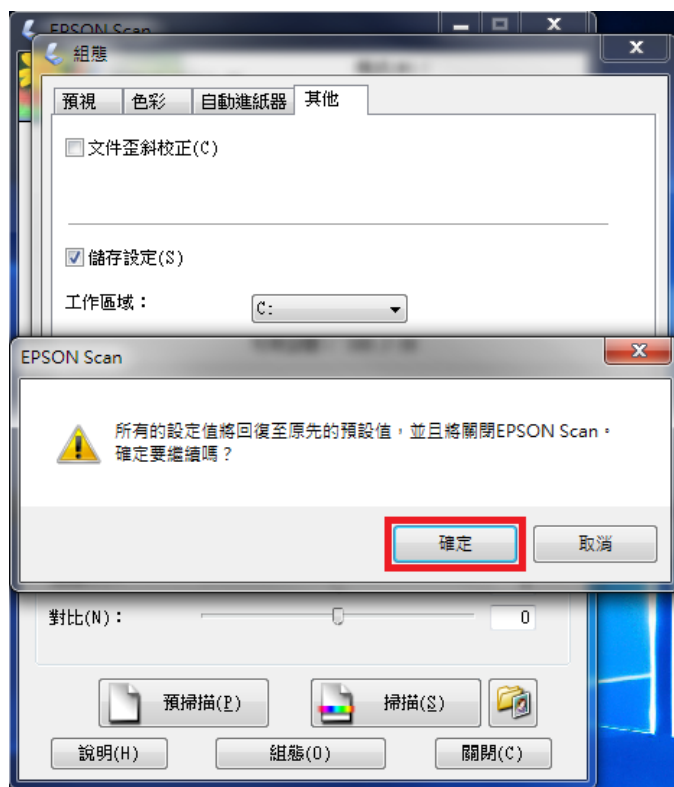 EPSON Scan
組態
預視 色彩 自動進紙器 其他
文件歪斜校正(C)
儲存設定(S)
工作區域： C:
EPSON Scan
所有的設定值將回復至原先的預設值，並且將關閉EPSON Scan。
確定要繼續嗎？
確定 取消
對比(N)： 0
預掃描(P) 掃描(S)
說明(H) 組態(O) 關閉(C)